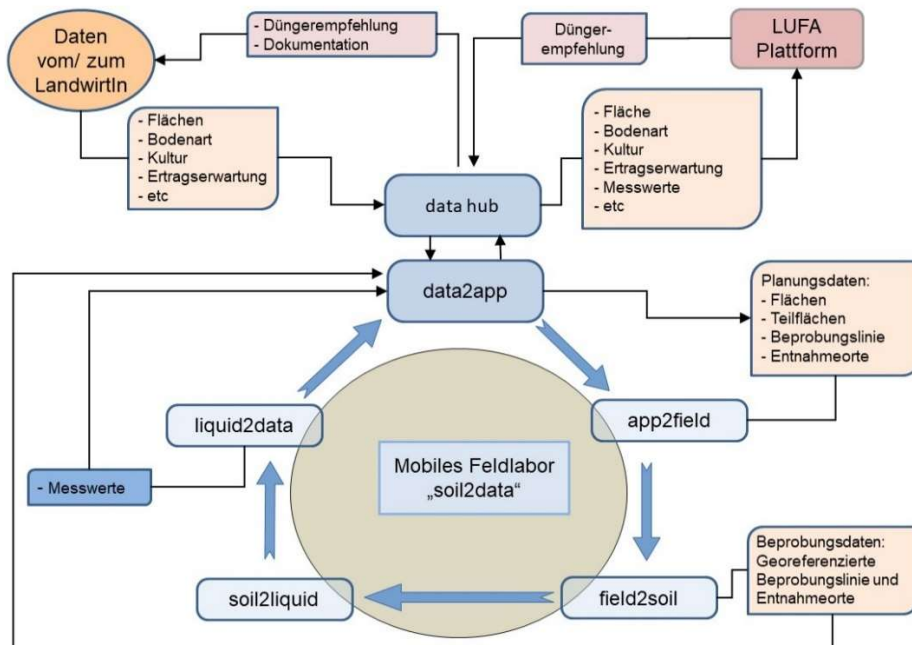 Daten
vom/ zum
LandwirtIn
- Düngerempfehlung
- Dokumentation
Dünger-
empfehlung
LUFA
Plattform
- Flächen
- Bodenart
- Kultur
- Ertragserwartung
- etc
- Fläche
- Bodenart
- Kultur
- Ertragserwartung
- Messwerte
- etc
data hub
data2app
Planungsdaten:
- Flächen
- Teilflächen
- Beprobungslinie
- Entnahmeorte
liquid2data
app2field
Mobiles Feldlabor
„soil2data“
- Messwerte
soil2liquid
field2soil
Beprobungsdaten:
Georeferenzierte
Beprobungslinie und
Entnahmeorte